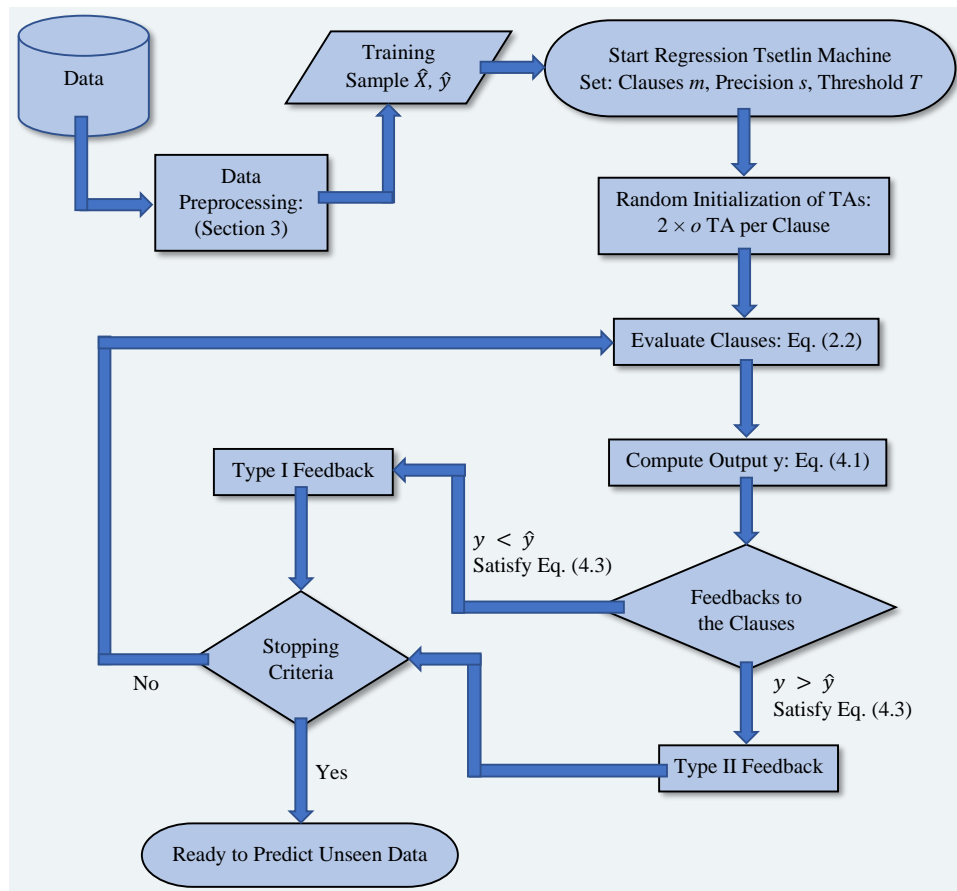 Data
Training
Sample X̂, ŷ
Start Regression Tsetlin Machine
Set: Clauses m, Precision s, Threshold T
Data
Preprocessing:
(Section 3)
Random Initialization of TAs:
2 × o TA per Clause
Evaluate Clauses: Eq. (2.2)
Compute Output y: Eq. (4.1)
Type I Feedback
y < ŷ
Satisfy Eq. (4.3)
Feedbacks to
the Clauses
Stopping
Criteria
No
y > ŷ
Satisfy Eq. (4.3)
Type II Feedback
Yes
Ready to Predict Unseen Data